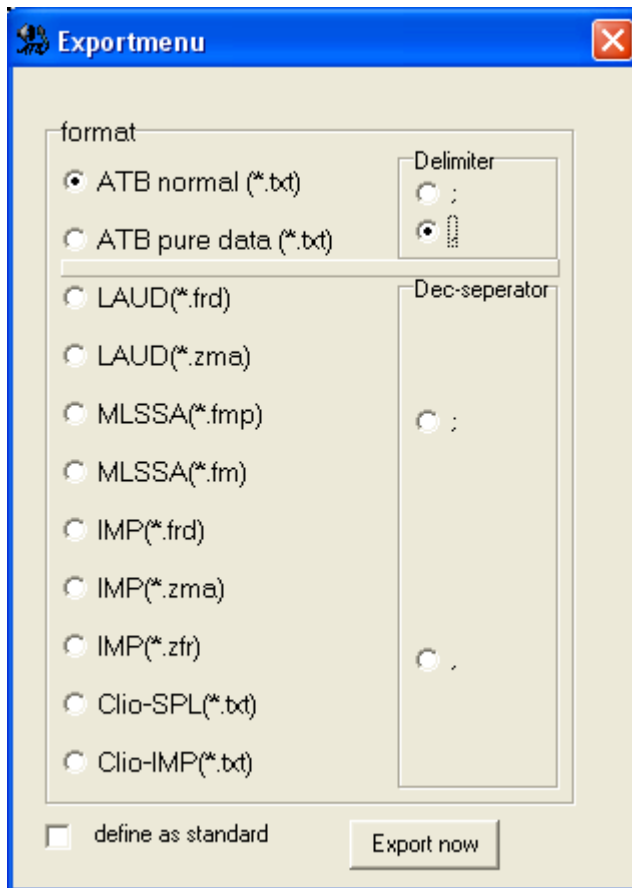 Exportmenu
format
ATB normal (*.txt)
ATB pure data (*.txt)
Delimiter
;
LAUD(*.frd)
LAUD(*.zma)
MLSSA(*.fmp)
MLSSA(*.fm)
IMP(*.frd)
IMP(*.zma)
IMP(*.zfr)
Clio-SPL(*.txt)
Clio-IMP(*.txt)
Dec-seperator
;
,
define as standard
Export now